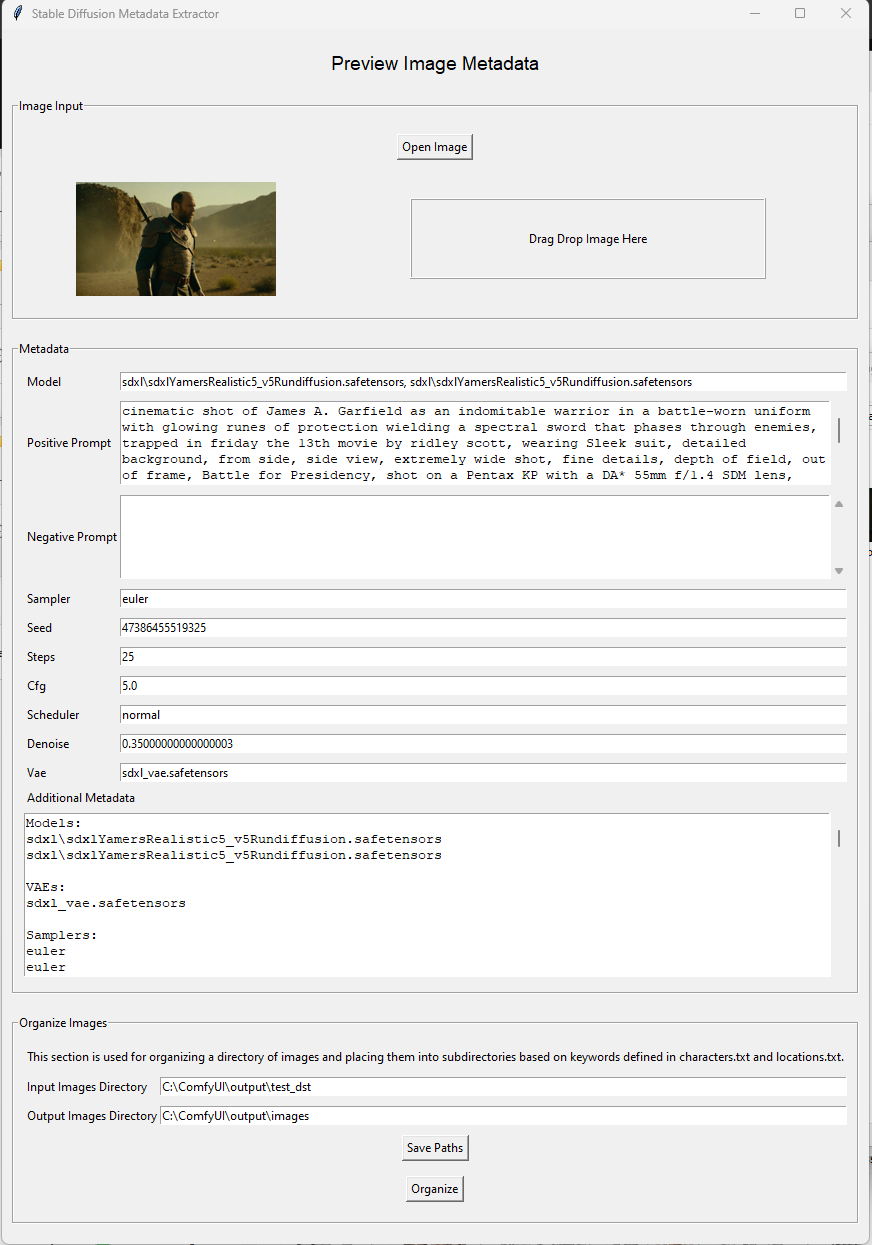 Stable Diffusion Metadata Extractor
Preview Image Metadata
Image Input
Open Image
Drag Drop Image Here
Metadata
Model
sdxl\sdxlYamersRealistic5_v5Rundiffusion.safetensors, sdxl\sdxlYamersRealistic5_v5Rundiffusion.safetensors
Positive Prompt
cinematic shot of James A. Garfield as an indomitable warrior in a battle-worn uniform
with glowing runes of protection wielding a spectral sword that phases through enemies,
trapped in friday the 13th movie by ridley scott, wearing Sleek suit, detailed
background, from side, side view, extremely wide shot, fine details, depth of field, out
of frame, Battle for Presidency, shot on a Pentax KP with a DA* 55mm f/1.4 SDM lens,
Negative Prompt
Sampler
euler
Seed
47386455519325
Steps
25
Cfg
5.0
Scheduler
normal
Denoise
0.35000000000000003
Vae
sdxl_vae.safetensors
Additional Metadata
Models:
sdxl\sdxlYamersRealistic5_v5Rundiffusion.safetensors
sdxl\sdxlYamersRealistic5_v5Rundiffusion.safetensors
VAEs:
sdxl_vae.safetensors
Samplers:
euler
euler
Organize Images
This section is used for organizing a directory of images and placing them into subdirectories based on keywords defined in characters.txt and locations.txt.
Input Images Directory
C:\ComfyUI\output\test_dst
Output Images Directory
C:\ComfyUI\output\images
Save Paths
Organize